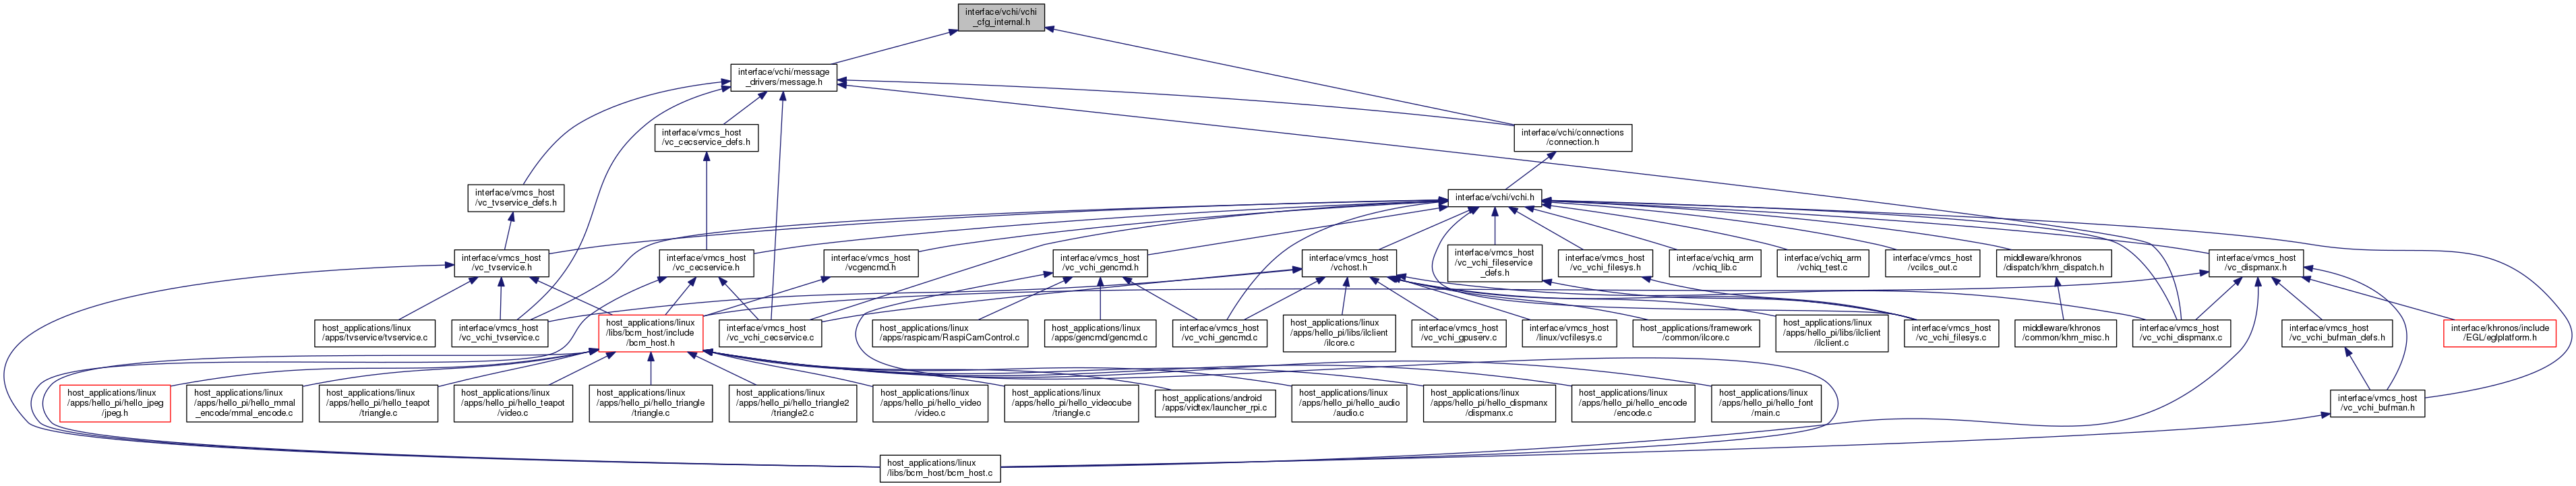 interface/vchi/vchi
_cfg_internal.h
interface/vchi/message
_drivers/message.h
interface/vmcs_host
/vc_cecservice_defs.h
interface/vchi/connections
/connection.h
interface/vmcs_host
/vc_tvservice_defs.h
interface/vchi/vchi.h
interface/vmcs_host
/vc_tvservice.h
interface/vmcs_host
/vc_cecservice.h
interface/vmcs_host
/vcgencmd.h
interface/vmcs_host
/vc_vchi_gencmd.h
interface/vmcs_host
/vchost.h
interface/vmcs_host
/vc_vchi_fileservice
_defs.h
interface/vmcs_host
/vc_vchi_filesys.h
interface/vchiq_arm
/vchiq_lib.c
interface/vchiq_arm
/vchiq_test.c
interface/vmcs_host
/vcilcs_out.c
middleware/khronos
/dispatch/khrn_dispatch.h
interface/vmcs_host
/vc_dispmanx.h
host_applications/linux
/apps/tvservice/tvservice.c
interface/vmcs_host
/vc_vchi_tvservice.c
host_applications/linux
/libs/bcm_host/include
/bcm_host.h
interface/vmcs_host
/vc_vchi_cecservice.c
host_applications/linux
/apps/raspicam/RaspiCamControl.c
host_applications/linux
/apps/gencmd/gencmd.c
interface/vmcs_host
/vc_vchi_gencmd.c
host_applications/linux
/apps/hello_pi/libs/ilclient
/ilcore.c
interface/vmcs_host
/vc_vchi_gpuserv.c
interface/vmcs_host
/linux/vcfilesys.c
host_applications/framework
/common/ilcore.c
host_applications/linux
/apps/hello_pi/libs/ilclient
/ilclient.c
interface/vmcs_host
/vc_vchi_filesys.c
middleware/khronos
/common/khrn_misc.h
interface/vmcs_host
/vc_vchi_dispmanx.c
interface/vmcs_host
/vc_vchi_bufman_defs.h
interface/khronos/include
/EGL/eglplatform.h
host_applications/linux
/apps/hello_pi/hello_jpeg
/jpeg.h
host_applications/linux
/apps/hello_pi/hello_mmal
_encode/mmal_encode.c
host_applications/linux
/apps/hello_pi/hello_teapot
/triangle.c
host_applications/linux
/apps/hello_pi/hello_teapot
/video.c
host_applications/linux
/apps/hello_pi/hello_triangle
/triangle.c
host_applications/linux
/apps/hello_pi/hello_triangle2
/triangle2.c
host_applications/linux
/apps/hello_pi/hello_video
/video.c
host_applications/linux
/apps/hello_pi/hello_videocube
/triangle.c
host_applications/android
/apps/vidtex/launcher_rpi.c
host_applications/linux
/apps/hello_pi/hello_audio
/audio.c
host_applications/linux
/apps/hello_pi/hello_dispmanx
/dispmanx.c
host_applications/linux
/apps/hello_pi/hello_encode
/encode.c
host_applications/linux
/apps/hello_pi/hello_font
/main.c
interface/vmcs_host
/vc_vchi_bufman.h
host_applications/linux
/libs/bcm_host/bcm_host.c